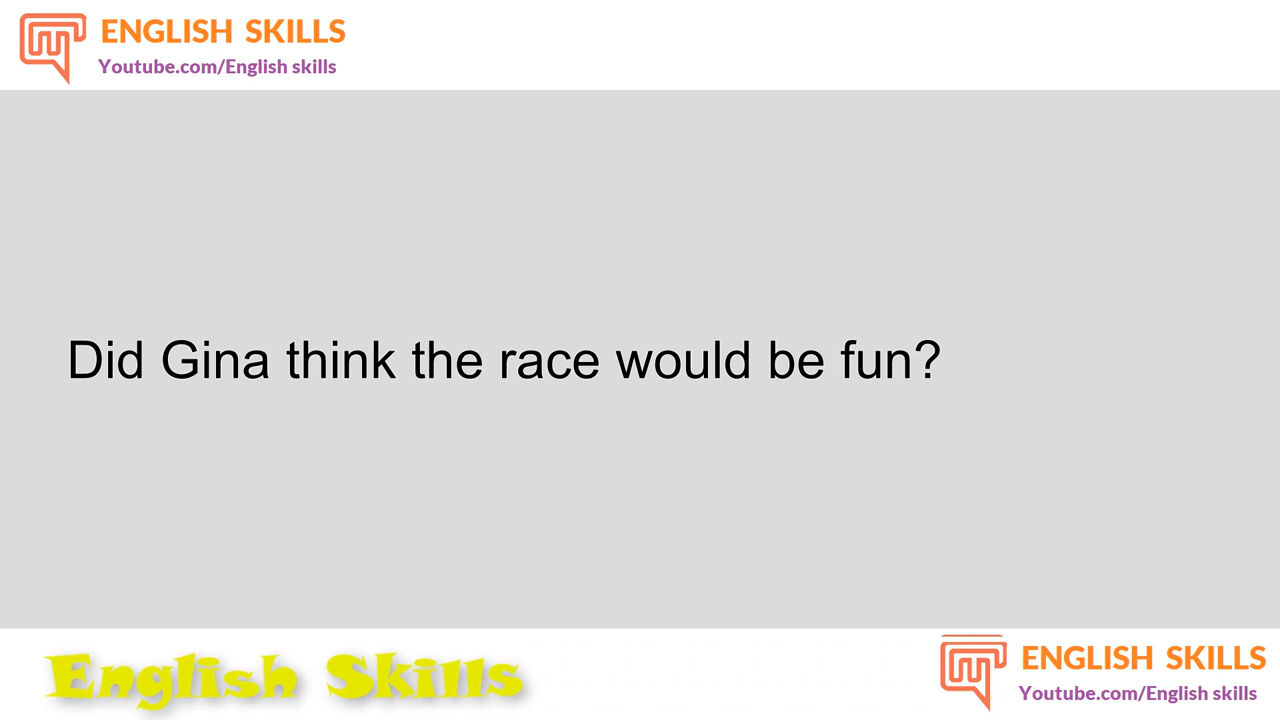 ENGLISH SKILLS
Youtube.com/English skills
Did Gina think the race would be fun?
English Skills
ENGLISH SKILLS
Youtube.com/English skills